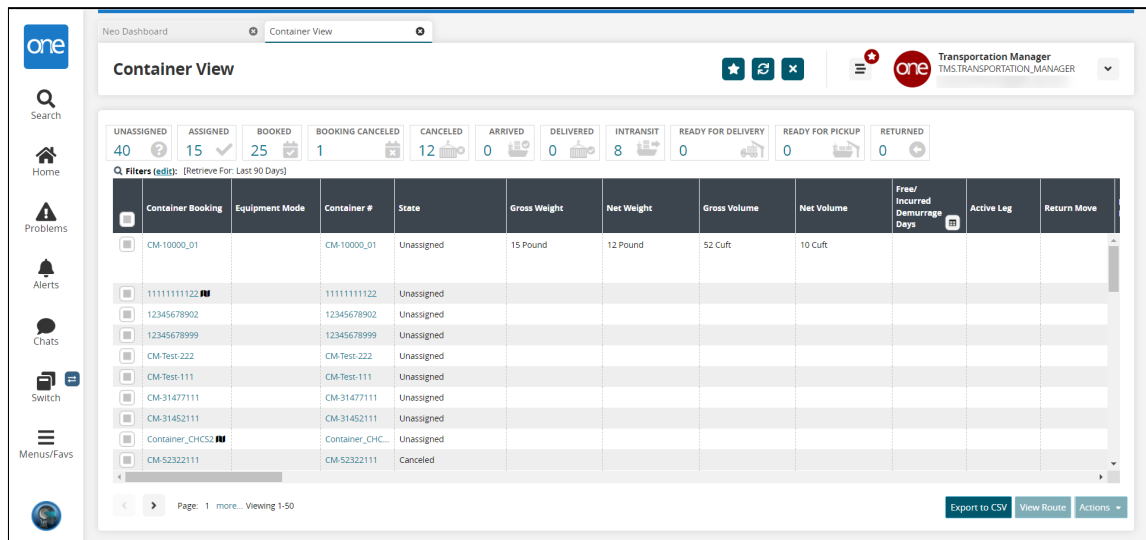 one
Search
Home
Problems
Alerts
Chats
Switch
Menus/Favs
Neo Dashboard
Container View
Container View
one
Transportation Manager
TMS.TRANSPORTATION_MANAGER
UNASSIGNED 40
ASSIGNED 15
BOOKED 25
BOOKING CANCELED 1
CANCELED 12
ARRIVED 0
DELIVERED 0
INTRANSIT 8
READY FOR DELIVERY 0
READY FOR PICKUP 0
RETURNED 0
Filters (edit): [Retrieve For: Last 90 Days]
Container Booking Equipment Mode Container # State Gross Weight Net Weight Gross Volume Net Volume Free/ Incurred Demurrage Days Active Leg Return Move
CM-10000_01 CM-10000_01 Unassigned 15 Pound 12 Pound 52 Cuft 10 Cuft
11111111122 11111111122 Unassigned
12345678902 12345678902 Unassigned
12345678999 12345678999 Unassigned
CM-Test-222 CM-Test-222 Unassigned
CM-Test-111 CM-Test-111 Unassigned
CM-31477111 CM-31477111 Unassigned
CM-31452111 CM-31452111 Unassigned
Container_CHCS2 Container_CHC... Unassigned
CM-52322111 CM-52322111 Canceled
Page: 1 more... Viewing 1-50
Export to CSV View Route Actions